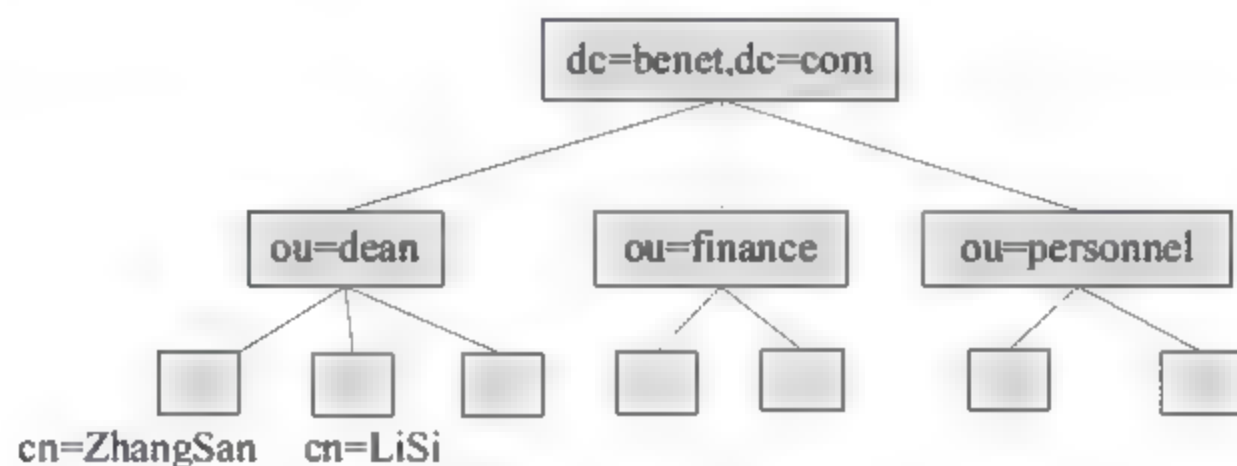 dc=benet,dc=com
ou=dean
ou=finance
ou=personnel
cn=ZhangSan
cn=LiSi